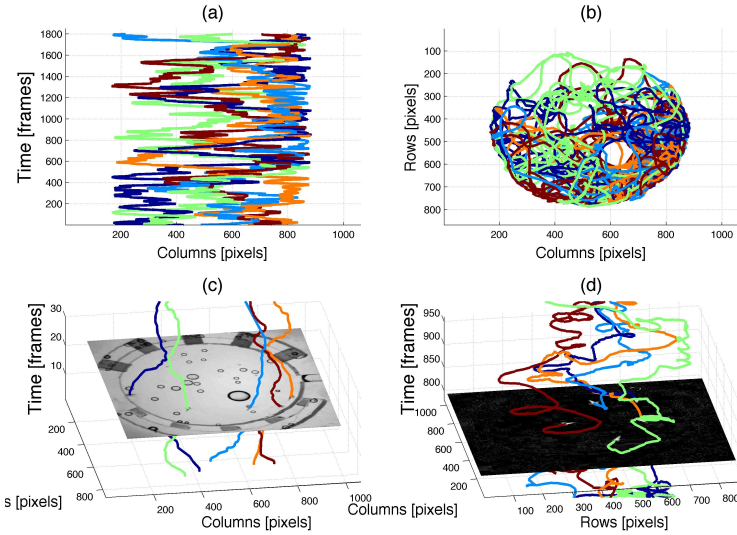 (a)
1800
1600
1400
1200
1000
800
600
400
200
Time [frames]
200 400 600 800 1000
Columns [pixels]
(b)
100
200
300
400
500
600
700
800
Rows [pixels]
200 400 600 800 1000
Columns [pixels]
(c)
30
20
10
Time [frames]
200
400
600
800
s [pixels]
200 400 600 800 1000
Columns [pixels]
(d)
950
900
850
800
Time [frames]
1000
800
600
400
200
Columns [pixels]
100 200 300 400 500 600 700 800
Rows [pixels]